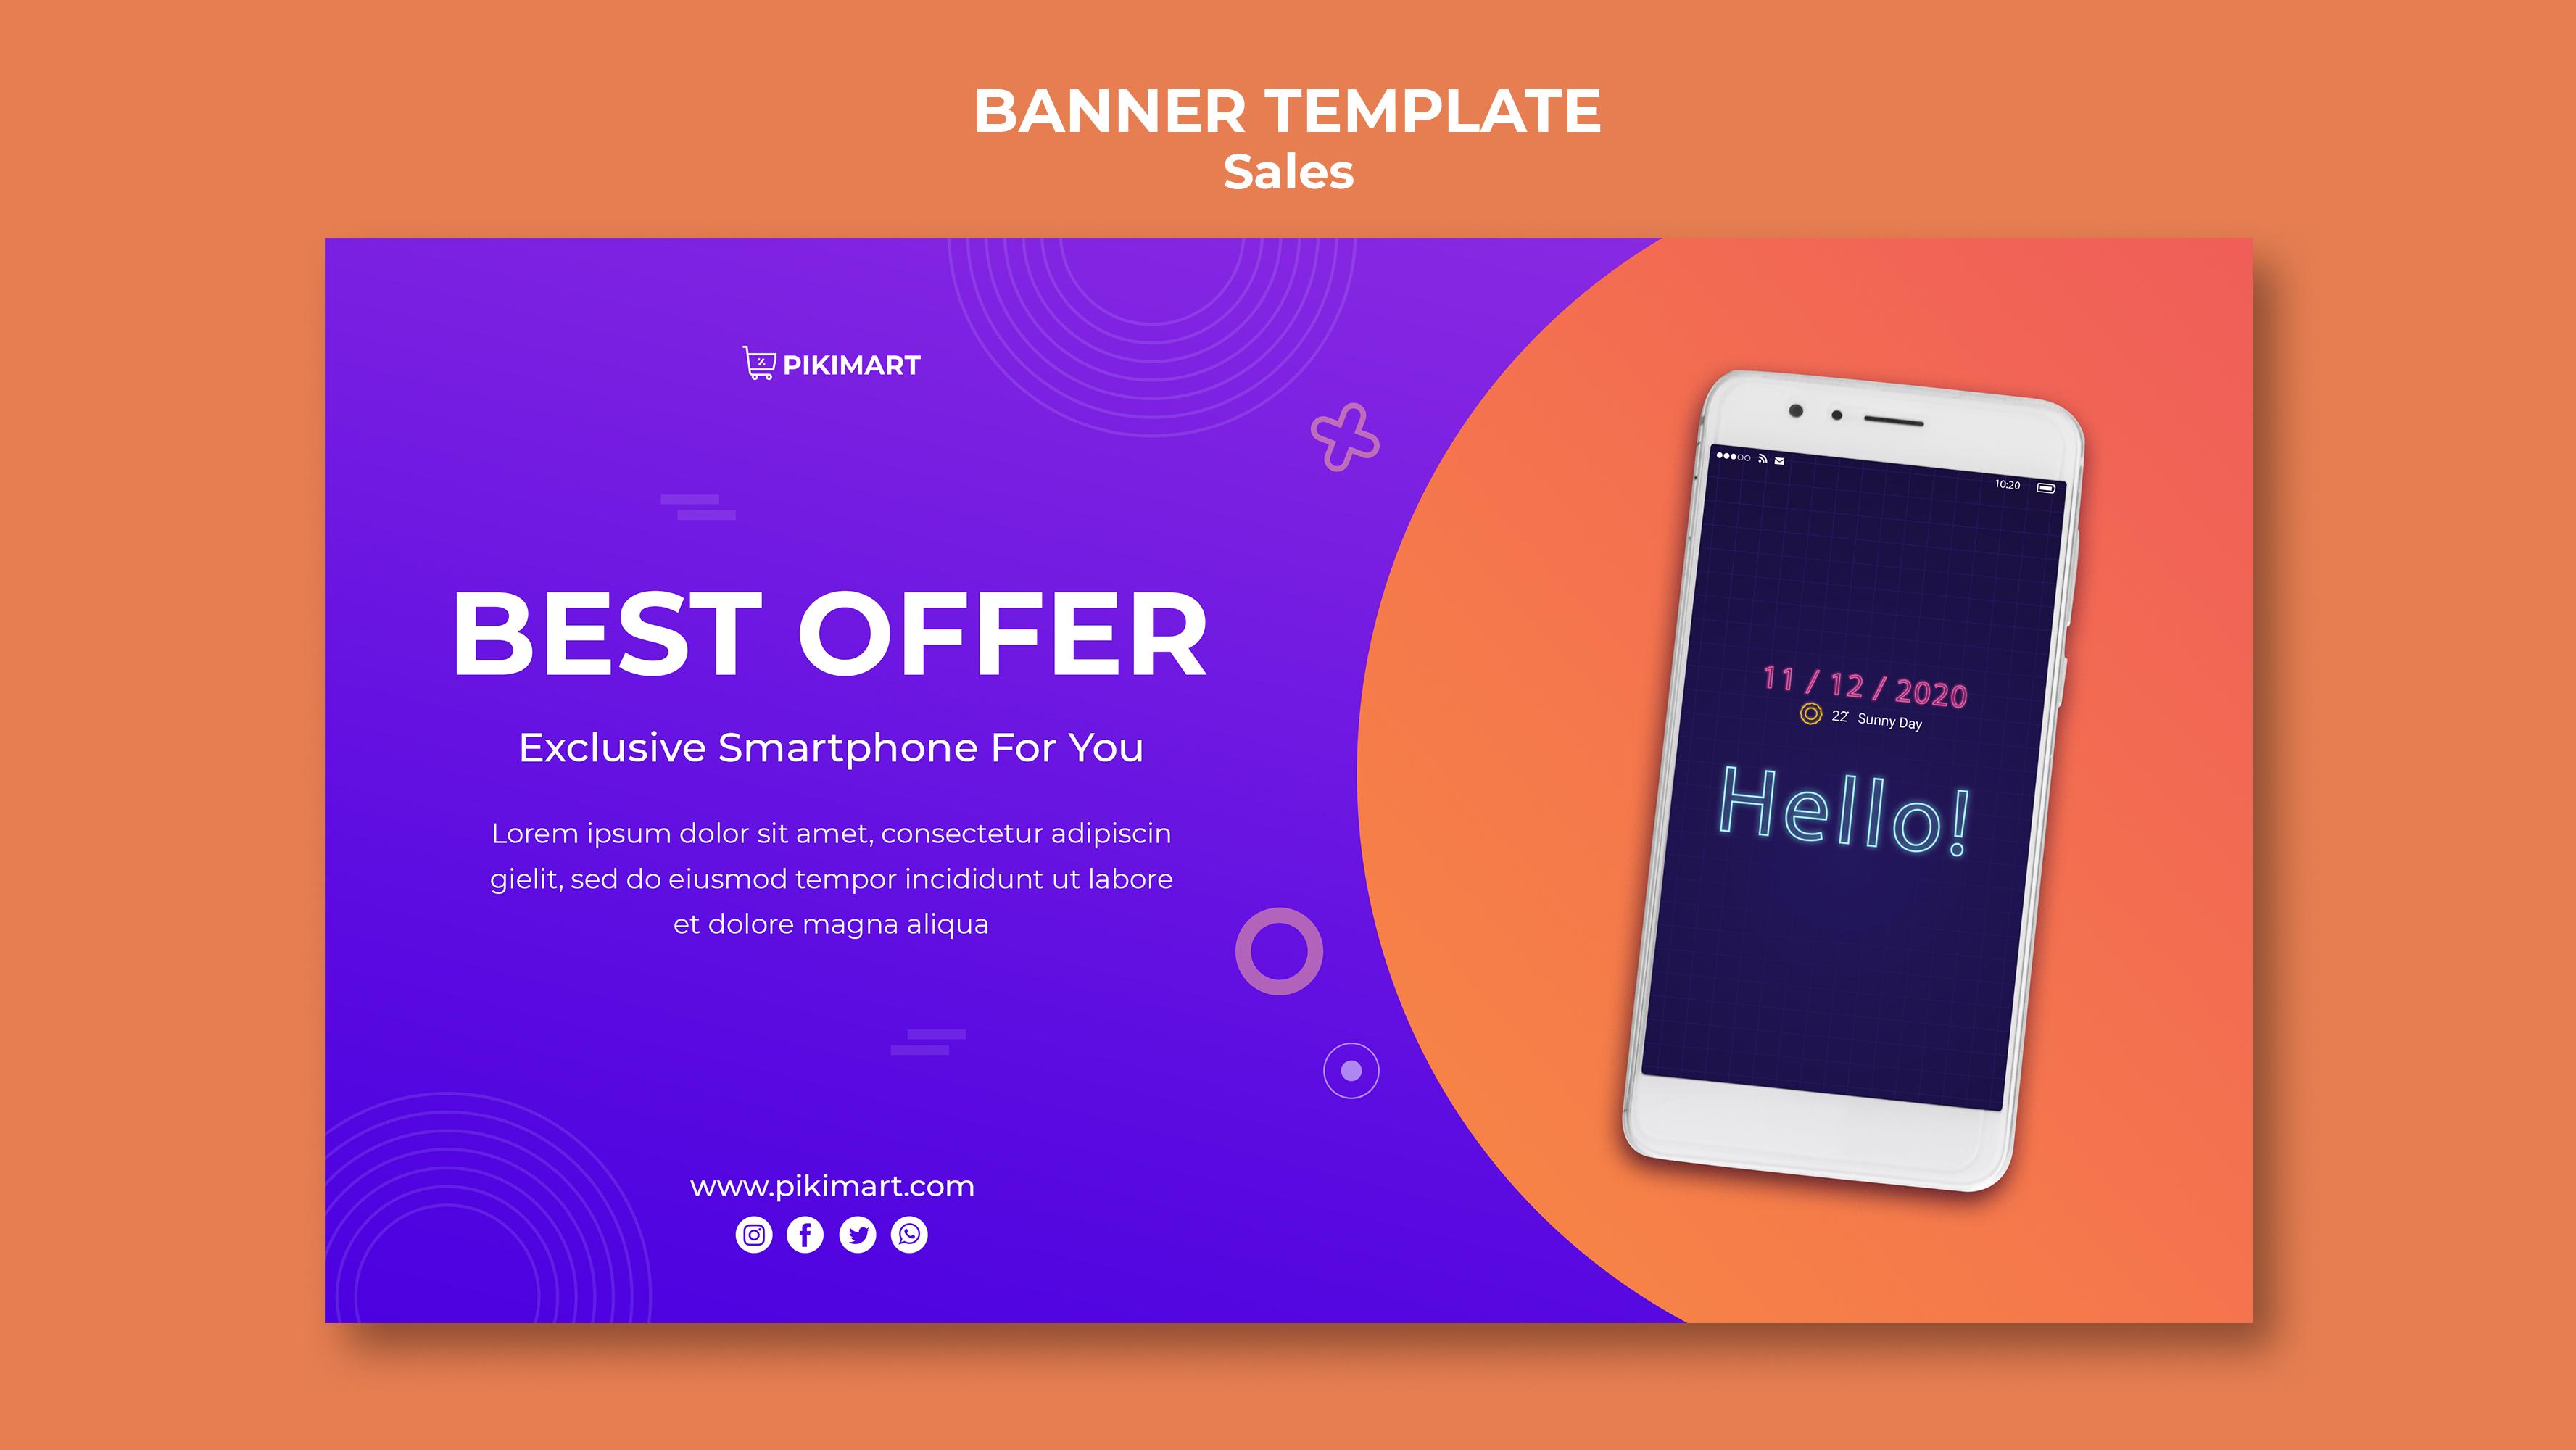 BANNER TEMPLATE
Sales
PIKIMART
BEST OFFER
Exclusive Smartphone For You
Lorem ipsum dolor sit amet, consectetur adipiscin
gielit, sed do eiusmod tempor incididunt ut labore
et dolore magna aliqua
www.pikimart.com
10:20
11 / 12 / 2020
22° Sunny Day
Hello!